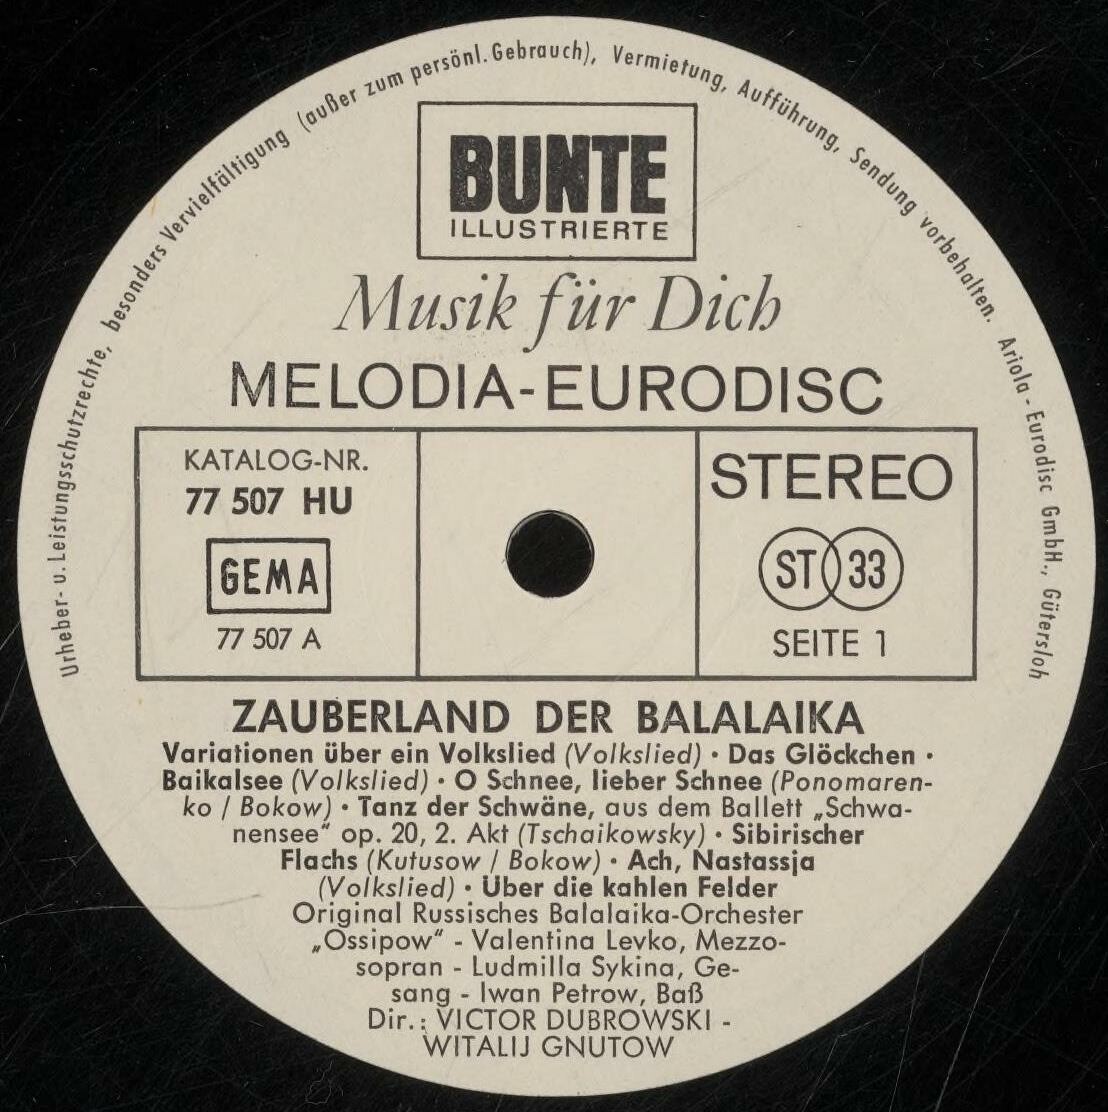 Urheber- u. Leistungsschutzrechte, besonders Vervielfältigung (außer zum persönl. Gebrauch), Vermietung, Aufführung, Sendung vorbehalten. Ariola - Eurodisc GmbH., Gütersloh
BUNTE
ILLUSTRIERTE
Musik für Dich
MELODIA-EURODISC
KATALOG-NR.
77 507 HU
GEMA
77 507 A
STEREO
ST 33
SEITE 1
ZAUBERLAND DER BALALAIKA
Variationen über ein Volkslied (Volkslied) · Das Glöckchen ·
Baikalsee (Volkslied) · O Schnee, lieber Schnee (Ponomaren-
ko / Bokow) · Tanz der Schwäne, aus dem Ballett „Schwa-
nensee“ op. 20, 2. Akt (Tschaikowsky) · Sibirischer
Flachs (Kutusow / Bokow) · Ach, Nastassja
(Volkslied) · Über die kahlen Felder
Original Russisches Balalaika-Orchester
„Ossipow“ - Valentina Levko, Mezzo-
sopran - Ludmilla Sykina, Ge-
sang - Iwan Petrow, Baß
Dir.: VICTOR DUBROWSKI -
WITALIJ GNUTOW